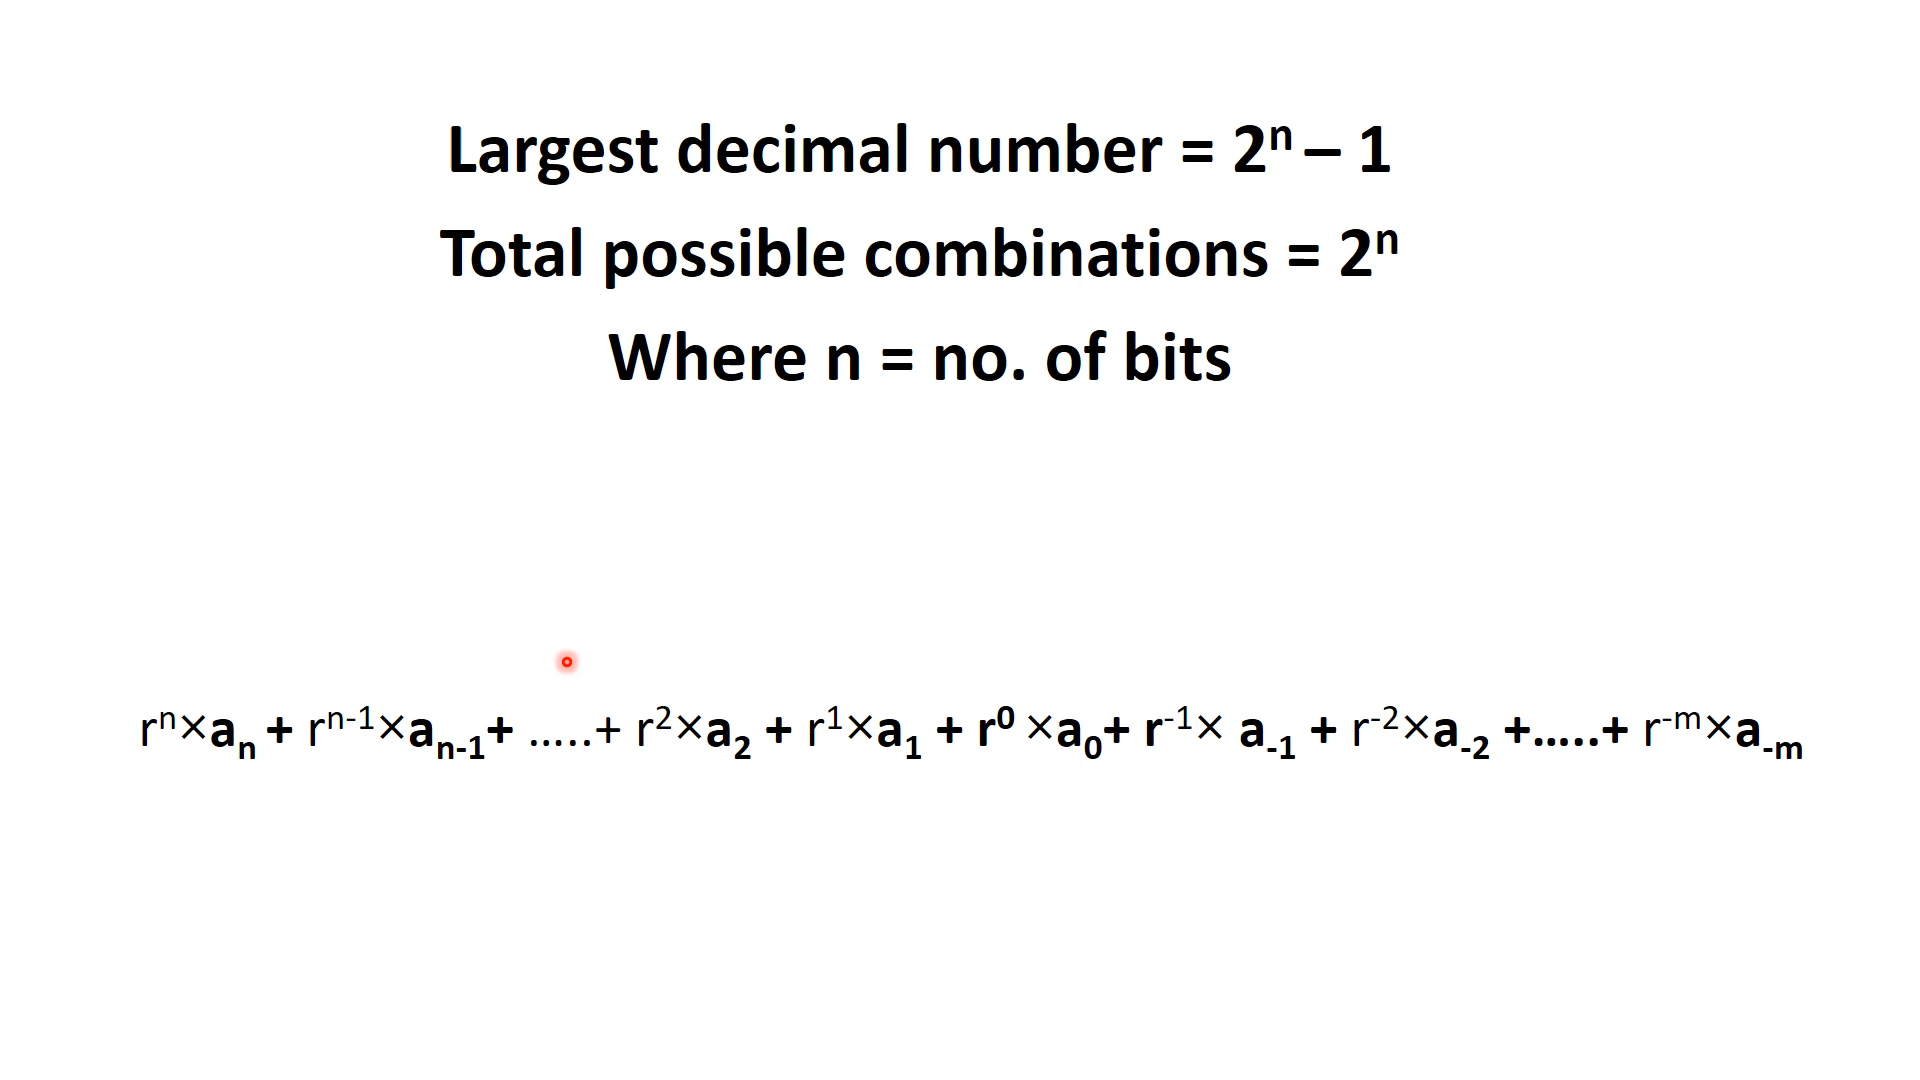 Largest decimal number = 2ⁿ – 1
Total possible combinations = 2ⁿ
Where n = no. of bits
rⁿ×aₙ + rⁿ⁻¹×aₙ₋₁+ .....+ r²×a₂ + r¹×a₁ + r⁰ ×a₀+ r⁻¹× a₋₁ + r⁻²×a₋₂ +.....+ r⁻ᵐ×a₋ₘ